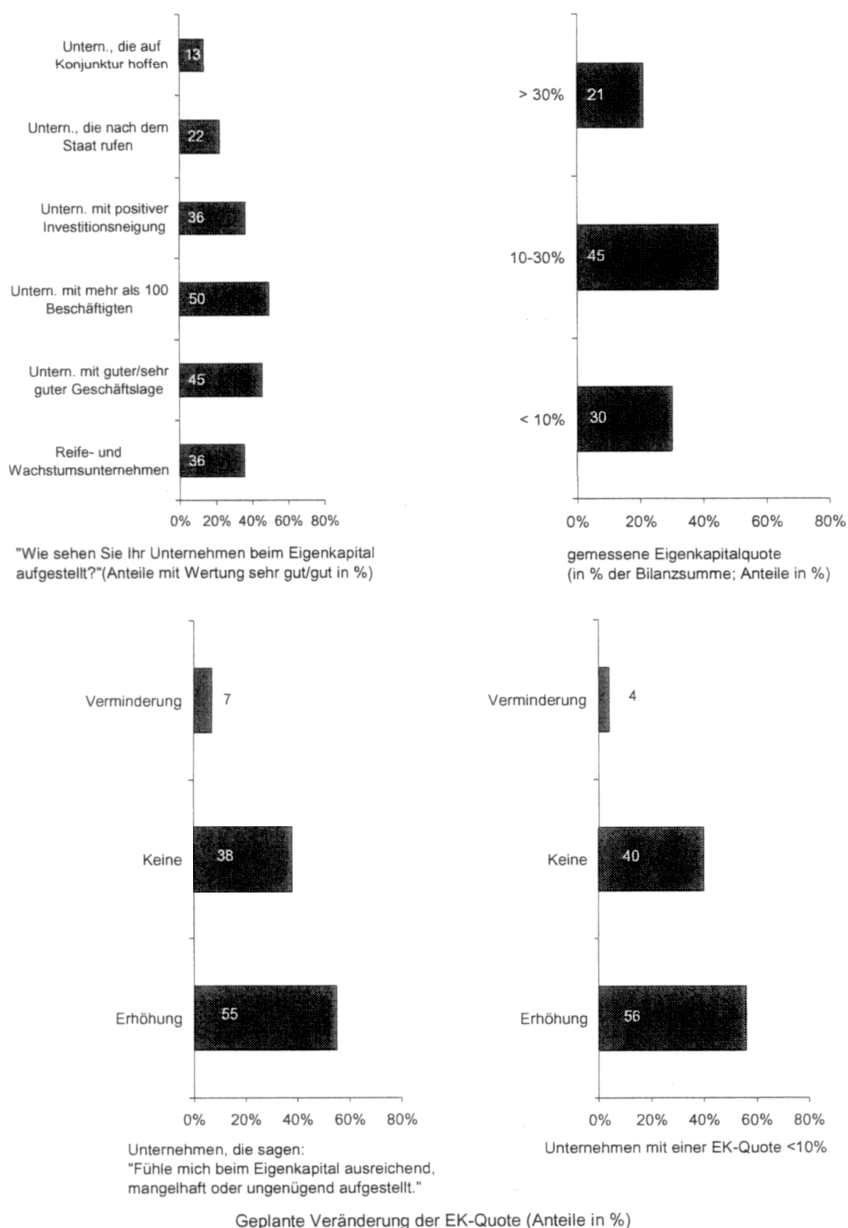 Untern., die auf
Konjunktur hoffen
13
Untern., die nach dem
Staat rufen
22
Untern. mit positiver
Investitionsneigung
36
Untern. mit mehr als 100
Beschäftigten
50
Untern. mit guter/sehr
guter Geschäftslage
45
Reife- und
Wachstumsunternehmen
36
0% 20% 40% 60% 80%
"Wie sehen Sie Ihr Unternehmen beim Eigenkapital
aufgestellt?"(Anteile mit Wertung sehr gut/gut in %)
> 30%
21
10-30%
45
< 10%
30
0% 20% 40% 60% 80%
gemessene Eigenkapitalquote
(in % der Bilanzsumme; Anteile in %)
Verminderung
7
Keine
38
Erhöhung
55
0% 20% 40% 60% 80%
Unternehmen, die sagen:
"Fühle mich beim Eigenkapital ausreichend,
mangelhaft oder ungenügend aufgestellt."
Verminderung
4
Keine
40
Erhöhung
56
0% 20% 40% 60% 80%
Unternehmen mit einer EK-Quote <10%
Geplante Veränderung der EK-Quote (Anteile in %)